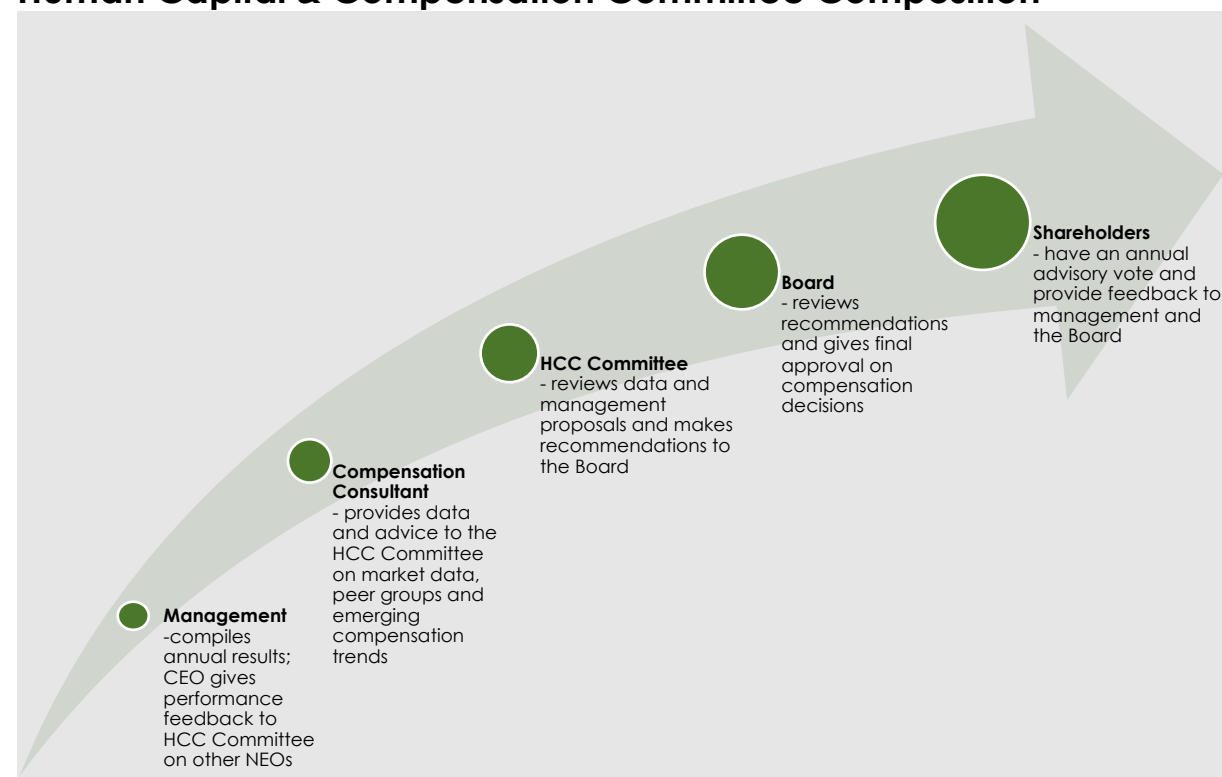 Human Capital & Compensation Committee Composition
Management
-compiles
annual results;
CEO gives
performance
feedback to
HCC Committee
on other NEOs
Compensation
Consultant
- provides data
and advice to the
HCC Committee
on market data,
peer groups and
emerging
compensation
trends
HCC Committee
- reviews data and
management
proposals and makes
recommendations to
the Board
Board
- reviews
recommendations
and gives final
approval on
compensation
decisions
Shareholders
- have an annual
advisory vote and
provide feedback to
management and
the Board